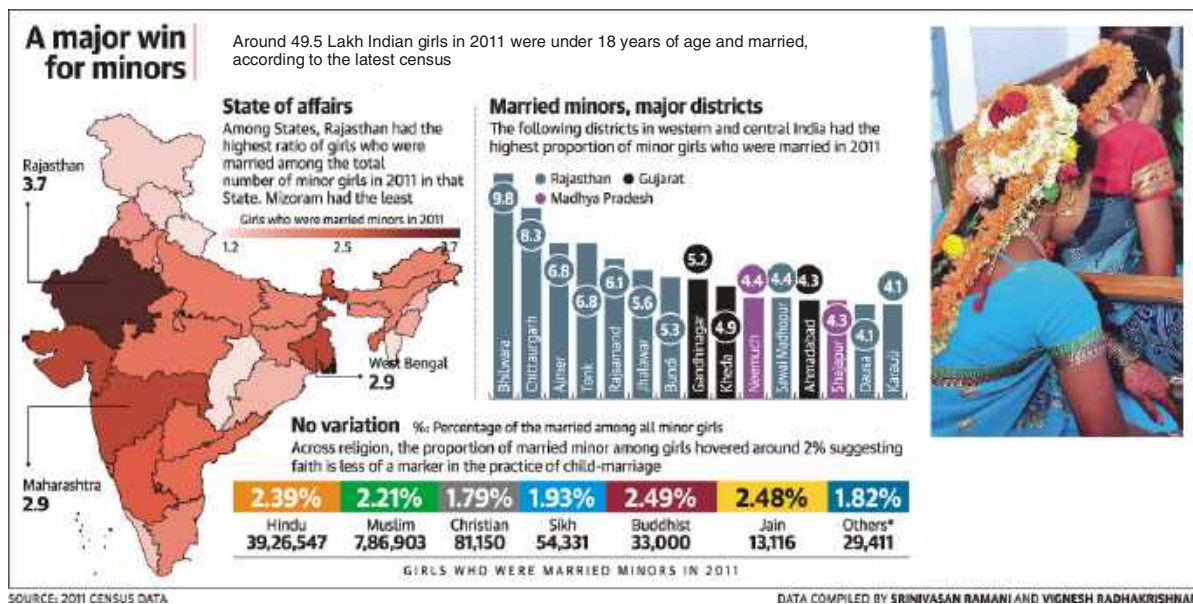 A major win
for minors
Around 49.5 Lakh Indian girls in 2011 were under 18 years of age and married,
according to the latest census
State of affairs
Among States, Rajasthan had the
highest ratio of girls who were
married among the total
number of minor girls in 2011 in that
State. Mizoram had the least
Girls who were married minors in 2011
1.2 2.5 3.7
Rajasthan
3.7
West Bengal
2.9
Maharashtra
2.9
Married minors, major districts
The following districts in western and central India had the
highest proportion of minor girls who were married in 2011
Rajasthan Gujarat
Madhya Pradesh
9.8
Bhilwara
8.3
Chittaurgarh
6.8
Ajmer
6.8
Tonk
6.1
Rajsamand
5.6
Jhalawar
5.3
Bundi
5.2
Gandhinagar
4.9
Kheda
4.4
Neemuch
4.4
Sawai Madhopur
4.3
Ahmadabad
4.3
Shajapur
4.1
Dausa
4.1
Karauli
No variation %: Percentage of the married among all minor girls
Across religion, the proportion of married minor among girls hovered around 2% suggesting
faith is less of a marker in the practice of child-marriage
2.39% 2.21% 1.79% 1.93% 2.49% 2.48% 1.82%
Hindu Muslim Christian Sikh Buddhist Jain Others*
39,26,547 7,86,903 81,150 54,331 33,000 13,116 29,411
GIRLS WHO WERE MARRIED MINORS IN 2011
SOURCE: 2011 CENSUS DATA
DATA COMPILED BY SRINIVASAN RAMANI AND VIGNESH RADHAKRISHNAN